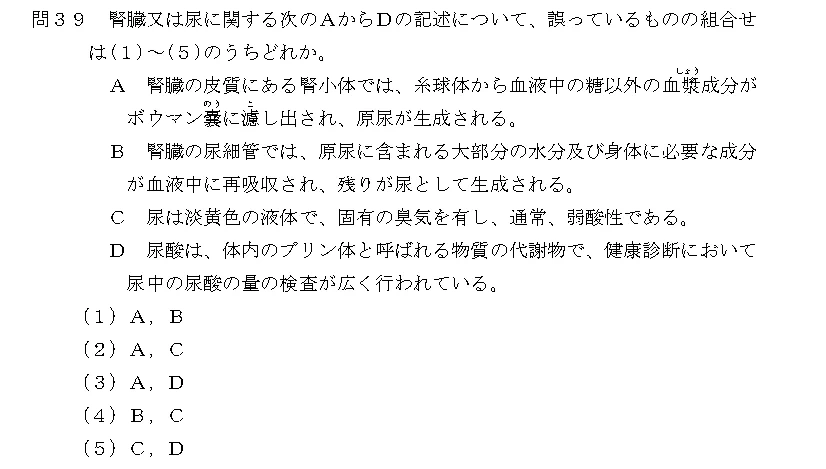 問３９　腎臓又は尿に関する次のＡからＤの記述について、誤っているものの組合せ
は(１)～(５)のうちどれか。
Ａ　腎臓の皮質にある腎小体では、糸球体から血液中の糖以外の血漿成分が
ボウマン嚢に濾し出され、原尿が生成される。
Ｂ　腎臓の尿細管では、原尿に含まれる大部分の水分及び身体に必要な成分
が血液中に再吸収され、残りが尿として生成される。
Ｃ　尿は淡黄色の液体で、固有の臭気を有し、通常、弱酸性である。
Ｄ　尿酸は、体内のプリン体と呼ばれる物質の代謝物で、健康診断において
尿中の尿酸の量の検査が広く行われている。
(１) Ａ，Ｂ
(２) Ａ，Ｃ
(３) Ａ，Ｄ
(４) Ｂ，Ｃ
(５) Ｃ，Ｄ